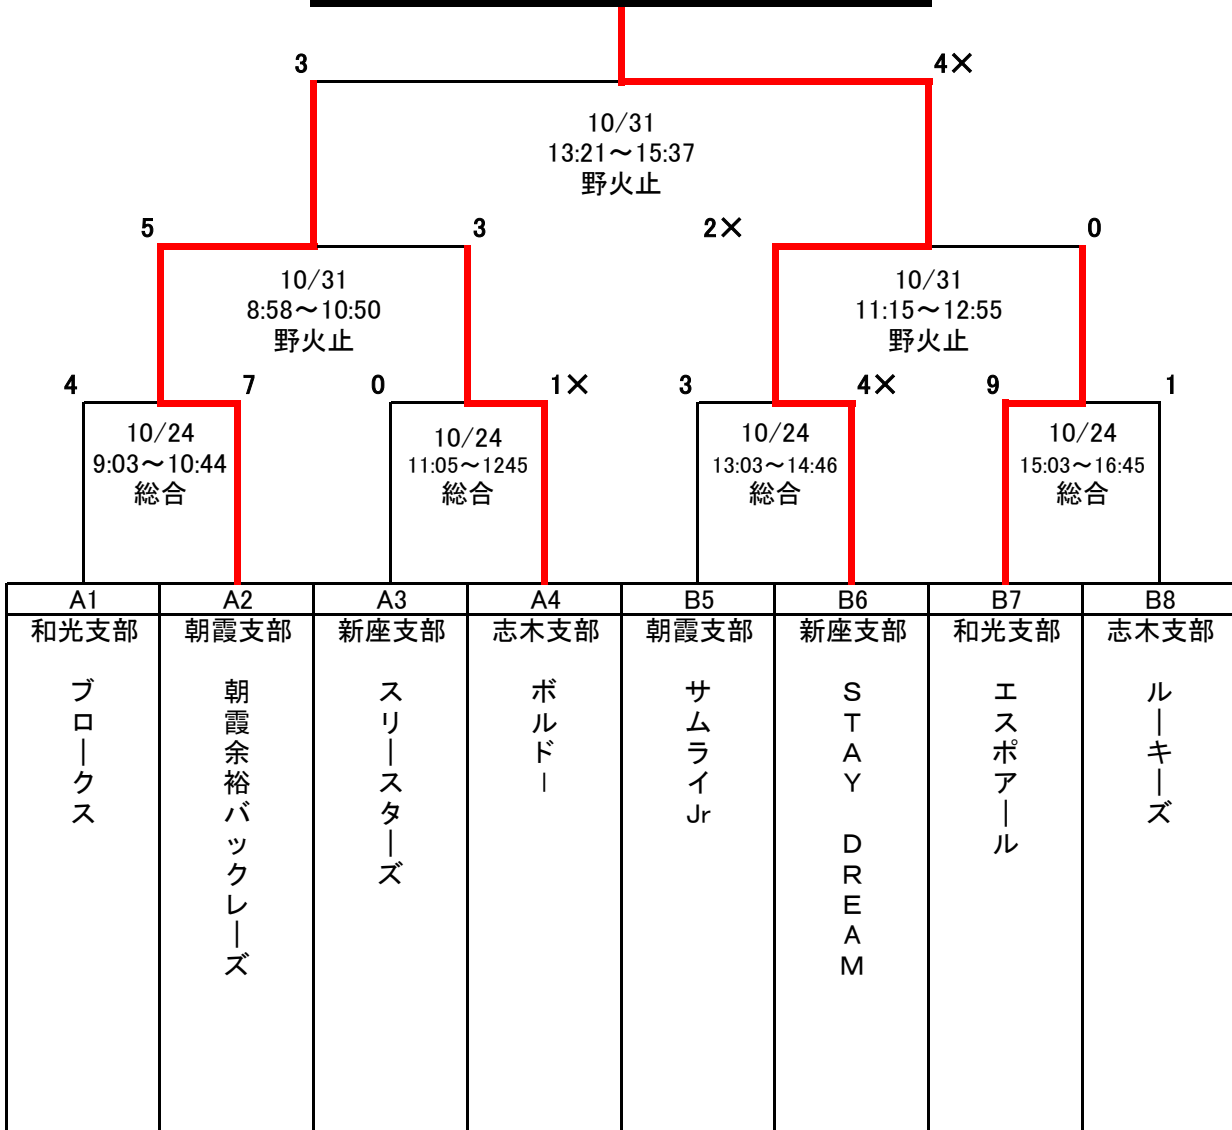 3
4×
10/31
13:21～15:37
野火止
5
3
2×
0
10/31
8:58～10:50
野火止
10/31
11:15～12:55
野火止
4
7
0
1×
3
4×
9
1
10/24
9:03～10:44
総合
10/24
11:05～1245
総合
10/24
13:03～14:46
総合
10/24
15:03～16:45
総合
A1
A2
A3
A4
B5
B6
B7
B8
和光支部
朝霞支部
新座支部
志木支部
朝霞支部
新座支部
和光支部
志木支部
ブロークス
朝霞余裕バックレーズ
スリースターズ
ボルドー
サムライJr
STAY DREAM
エスポアール
ルーキーズ